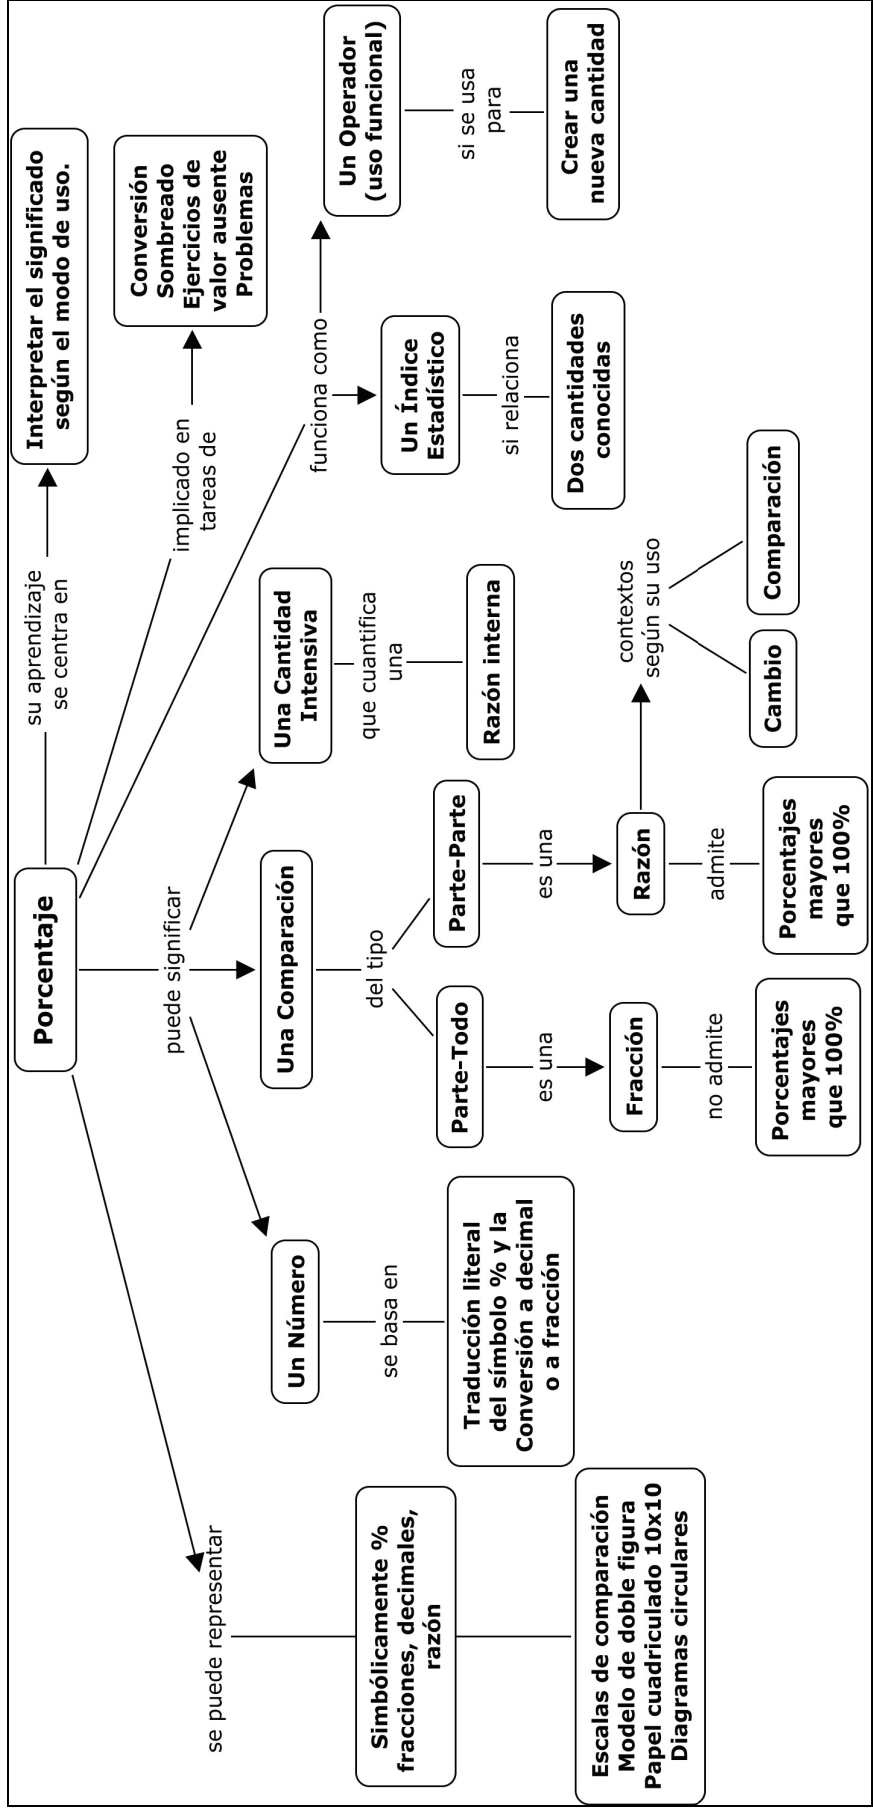 Porcentaje
su aprendizaje
se centra en
Interpretar el significado
según el modo de uso.
implicado en
tareas de
Conversión
Sombreado
Ejercicios de
valor ausente
Problemas
funciona como
Un Operador
(uso funcional)
si se usa
para
Crear una
nueva cantidad
Un Índice
Estadístico
si relaciona
Dos cantidades
conocidas
puede significar
Una Cantidad
Intensiva
que cuantifica
una
Razón interna
Una Comparación
del tipo
Parte-Todo
es una
Fracción
no admite
Porcentajes
mayores
que 100%
Parte-Parte
es una
Razón
admite
Porcentajes
mayores
que 100%
contextos
según su uso
Cambio
Comparación
Un Número
se basa en
Traducción literal
del símbolo % y la
Conversión a decimal
o a fracción
se puede representar
Simbólicamente %
fracciones, decimales,
razón
Escalas de comparación
Modelo de doble figura
Papel cuadriculado 10x10
Diagramas circulares